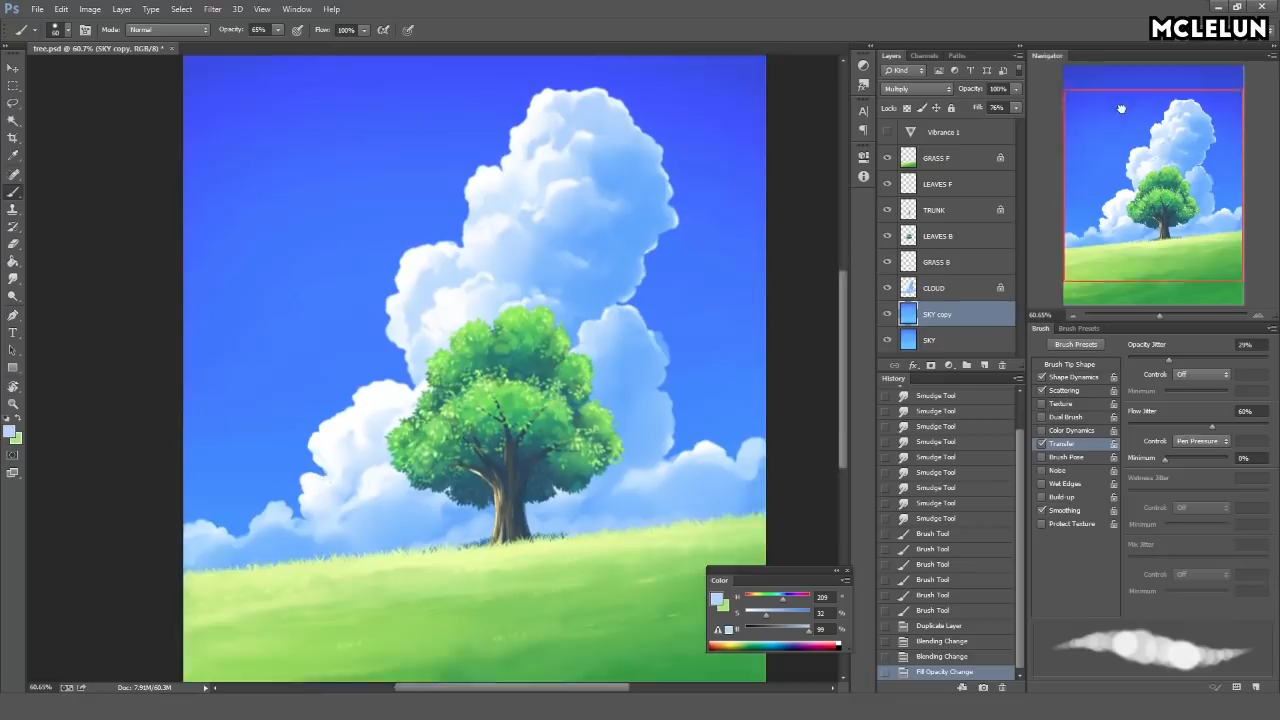 Ps File Edit Image Layer Type Select Filter 3D View Window Help
MCLELUN
60 Mode: Normal Opacity: 65% Flow: 100%
tree.psd @ 60.7% (SKY copy, RGB/8) *
Layers Channels Paths
Kind
Multiply Opacity: 100%
Lock: Fill: 76%
Vibrance 1
GRASS F
LEAVES F
TRUNK
LEAVES B
GRASS B
CLOUD
SKY copy
SKY
History
Smudge Tool
Smudge Tool
Smudge Tool
Smudge Tool
Smudge Tool
Smudge Tool
Smudge Tool
Smudge Tool
Smudge Tool
Brush Tool
Brush Tool
Brush Tool
Brush Tool
Brush Tool
Brush Tool
Duplicate Layer
Blending Change
Blending Change
Fill Opacity Change
Navigator
60.65%
Brush Brush Presets
Brush Presets
Brush Tip Shape
Shape Dynamics
Scattering
Texture
Dual Brush
Color Dynamics
Transfer
Brush Pose
Noise
Wet Edges
Build-up
Smoothing
Protect Texture
Opacity Jitter 29%
Control: Off
Minimum
Flow Jitter 60%
Control: Pen Pressure
Minimum 0%
Wetness Jitter
Control: Off
Minimum
Mix Jitter
Control: Off
Minimum
Color
H 209 °
S 32 %
B 99 %
60.65% Doc: 7.91M/60.3M